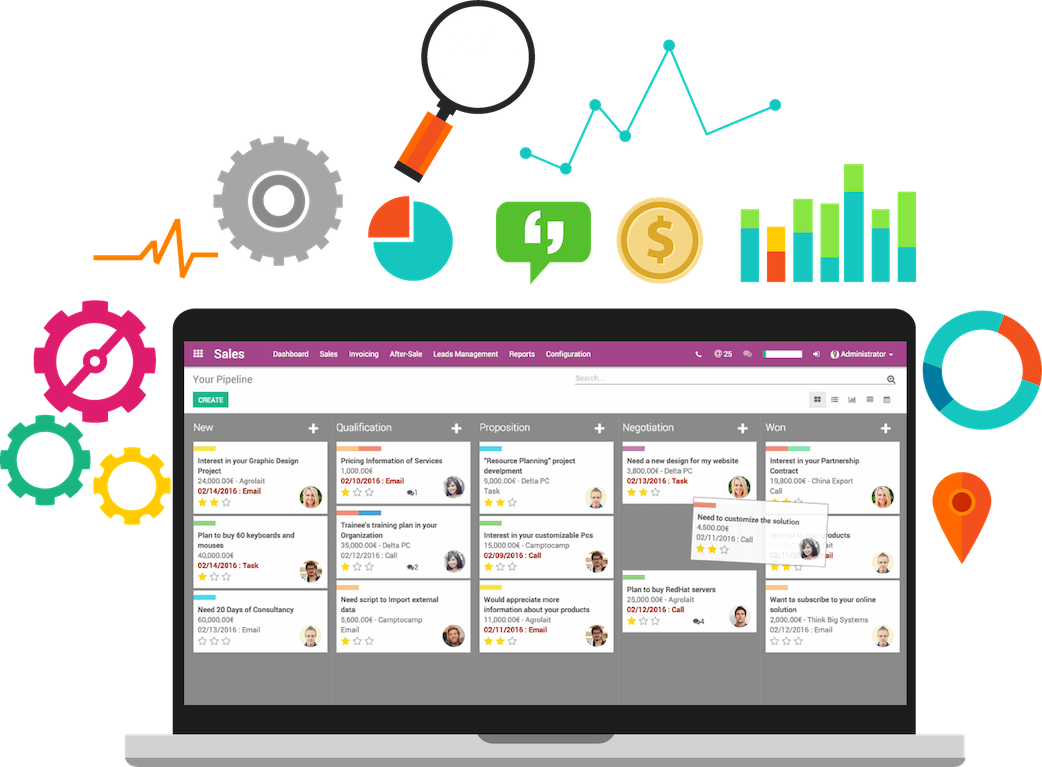 Sales
Dashboard Sales Invoicing After-Sale Leads Management Reports Configuration
@ 25
Administrator
Your Pipeline
Search...
CREATE
New +
Interest in your Graphic Design
Project
24,000.00€ - Agrolait
02/14/2016 : Email
Plan to buy 60 keyboards and
mouses
40,000.00€
02/14/2016 : Task
Need 20 Days of Consultancy
60,000.00€
02/13/2016 : Email
Qualification +
Pricing Information of Services
1,000.00€
02/10/2016 : Email
1
Trainee's training plan in your
Organization
35,000.00€ - Delta PC
02/12/2016 : Call
2
Need script to Import external
data
5,600.00€ - Camptocamp
Email
Proposition +
"Resource Planning" project
develpment
9,000.00€ - Delta PC
Task
Interest in your customizable Pcs
15,000.00€ - Camptocamp
02/09/2016 : Call
Would appreciate more
information about your products
11,000.00€ - Agrolait
02/11/2016 : Email
Negotiation +
Need a new design for my website
3,800.00€ - Delta PC
02/13/2016 : Task
Need to customize the solution
4,500.00€
02/11/2016 : Call
Plan to buy RedHat servers
25,000.00€ - Agrolait
02/12/2016 : Call
4
Won +
Interest in your Partnership
Contract
19,800.00€ - China Export
Call
products
Email
Want to subscribe to your online
solution
2,000.00€ - Think Big Systems
02/12/2016 : Email
$